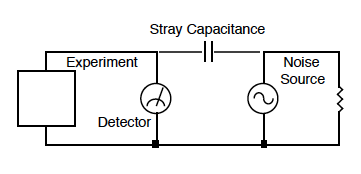 Stray Capacitance
Experiment
Noise
Source
Detector